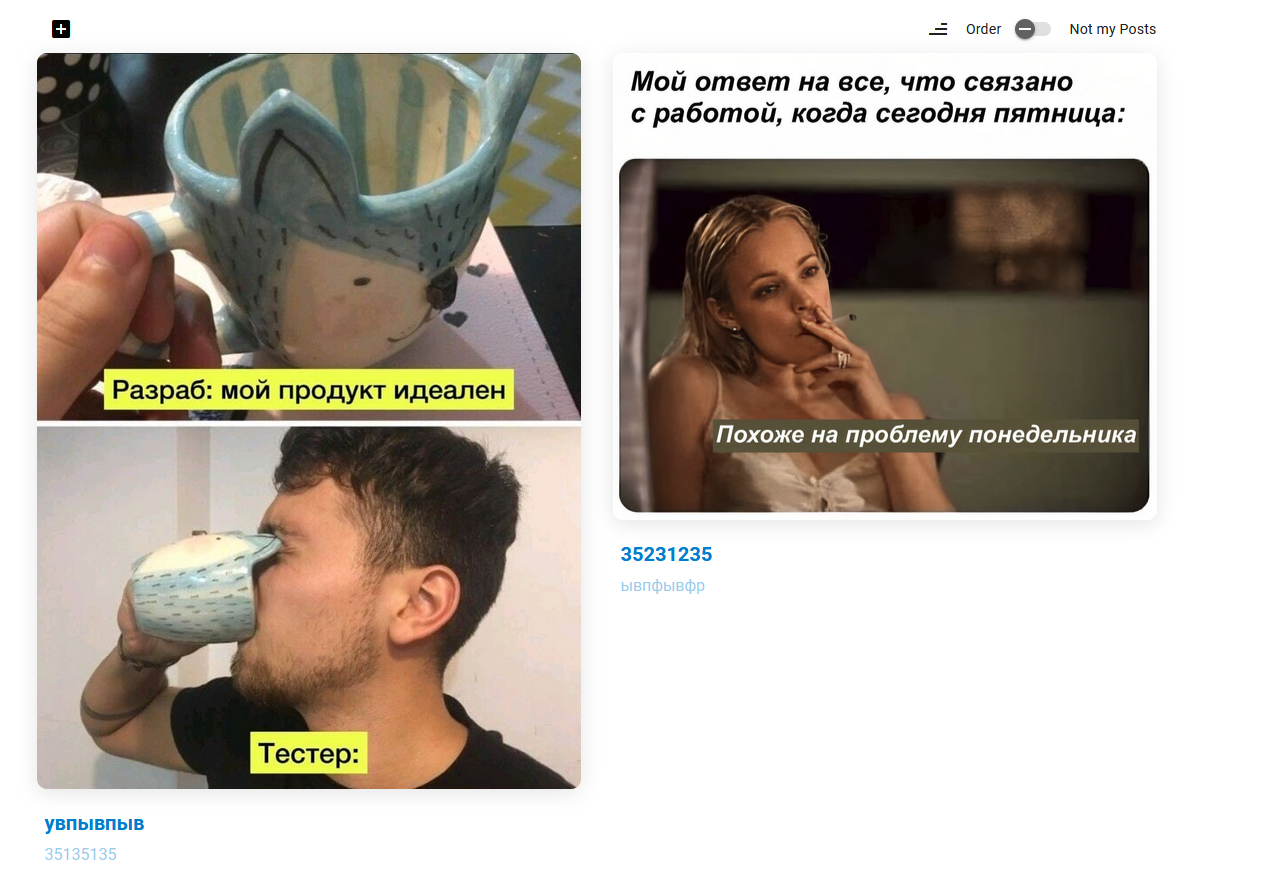 Order
Not my Posts
Разраб: мой продукт идеален
Тестер:
увпывпыв
35135135
Мой ответ на все, что связано
с работой, когда сегодня пятница:
Похоже на проблему понедельника
35231235
ывпфывфр